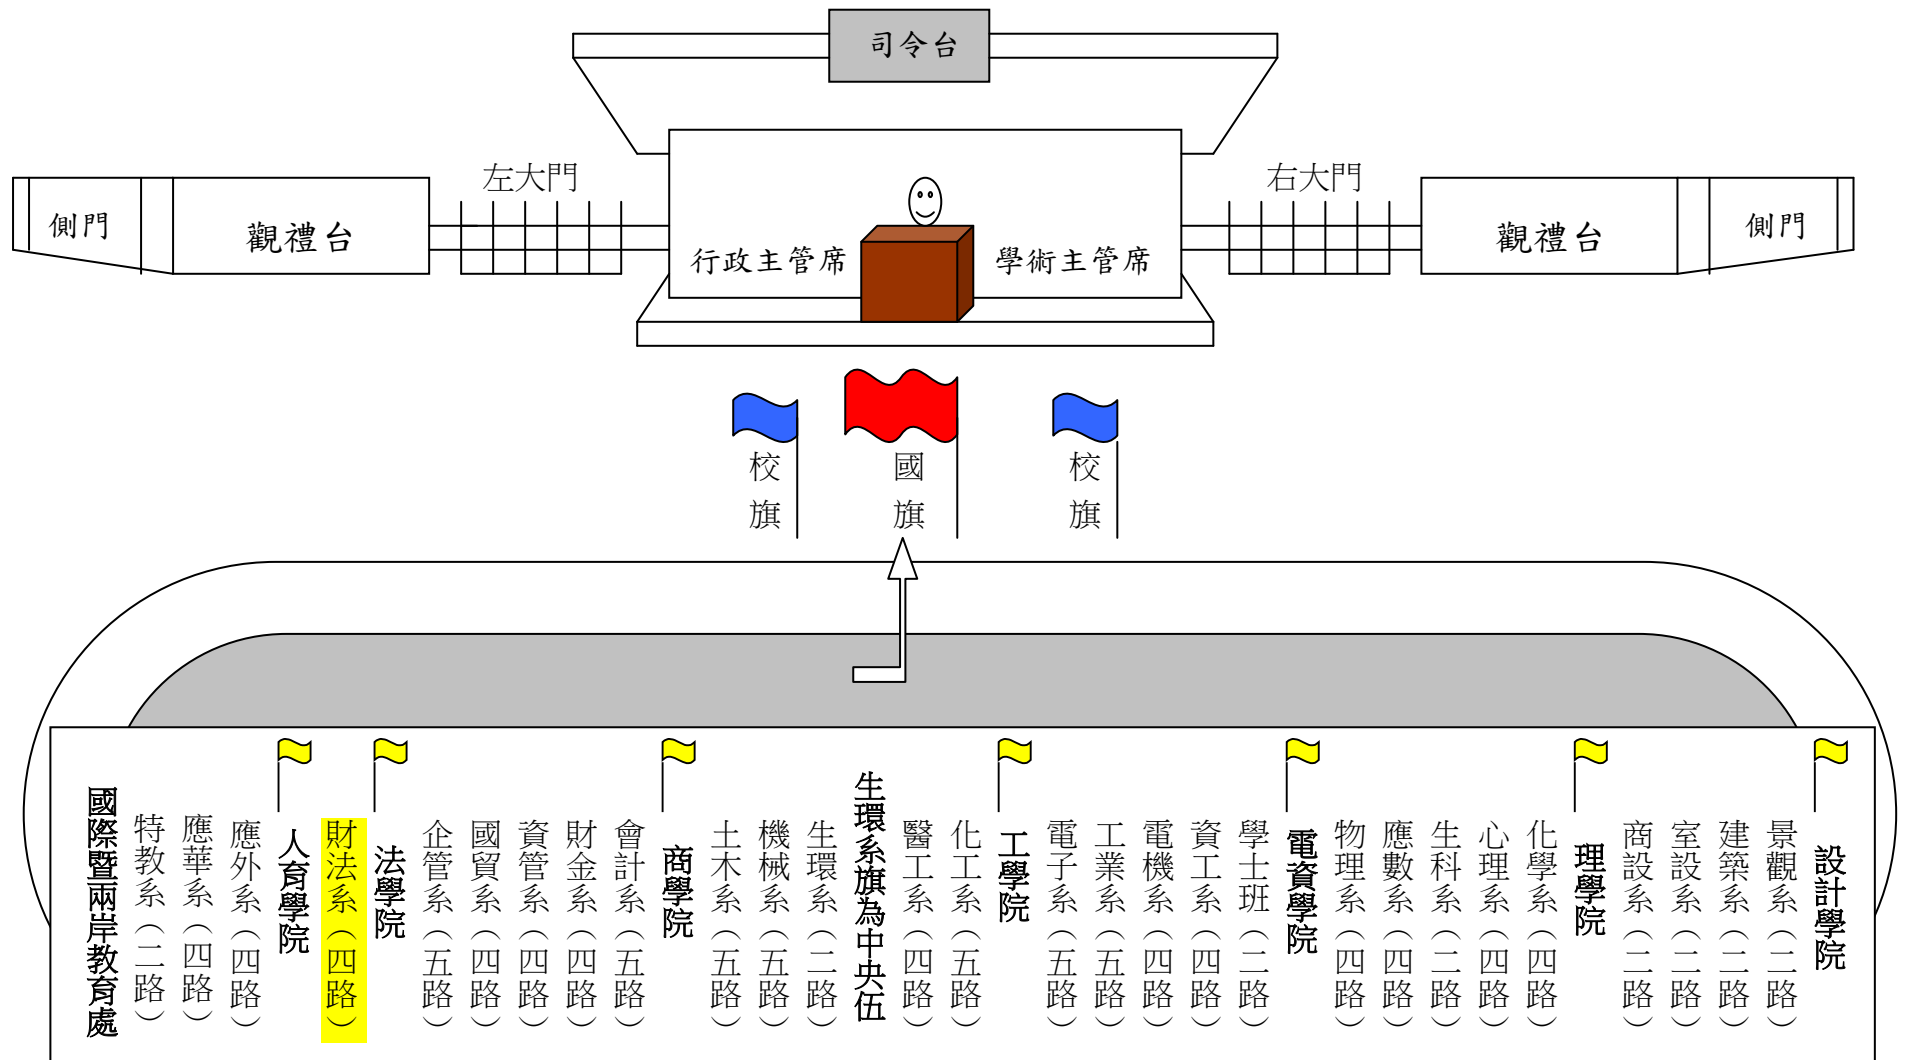 司令台
左大門
右大門
側門
觀禮台
行政主管席
學術主管席
觀禮台
側門
校旗
國旗
校旗
國際暨兩岸教育處
特教系（二路）
應華系（四路）
應外系（四路）
人育學院
財法系（四路）
法學院
企管系（五路）
國貿系（四路）
資管系（四路）
財金系（四路）
會計系（五路）
商學院
土木系（五路）
機械系（五路）
生環系（二路）
生環系旗為中央伍
醫工系（四路）
化工系（五路）
工學院
電子系（五路）
工業系（五路）
電機系（四路）
資工系（四路）
學士班（二路）
電資學院
物理系（四路）
應數系（四路）
生科系（二路）
心理系（四路）
化學系（四路）
理學院
商設系（二路）
室設系（二路）
建築系（二路）
景觀系（二路）
設計學院